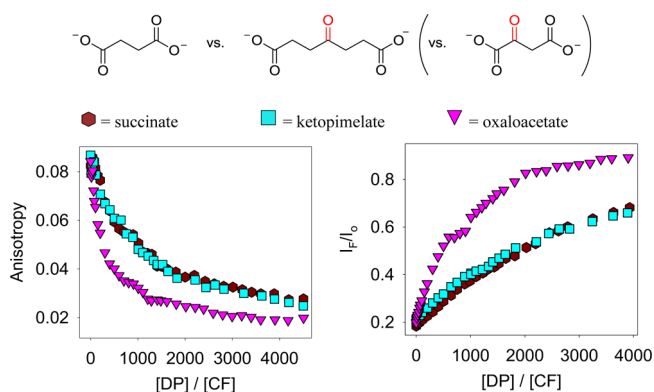 O O O
⁻O O⁻ vs. ⁻O O⁻ ( vs. ⁻O O⁻ )
O O O O O
= succinate = ketopimelate = oxaloacetate
0.08
0.06
0.04
0.02
Anisotropy
0 1000 2000 3000 4000
[DP] / [CF]
0.8
0.6
0.4
0.2
I_F/I_o
0 1000 2000 3000 4000
[DP] / [CF]